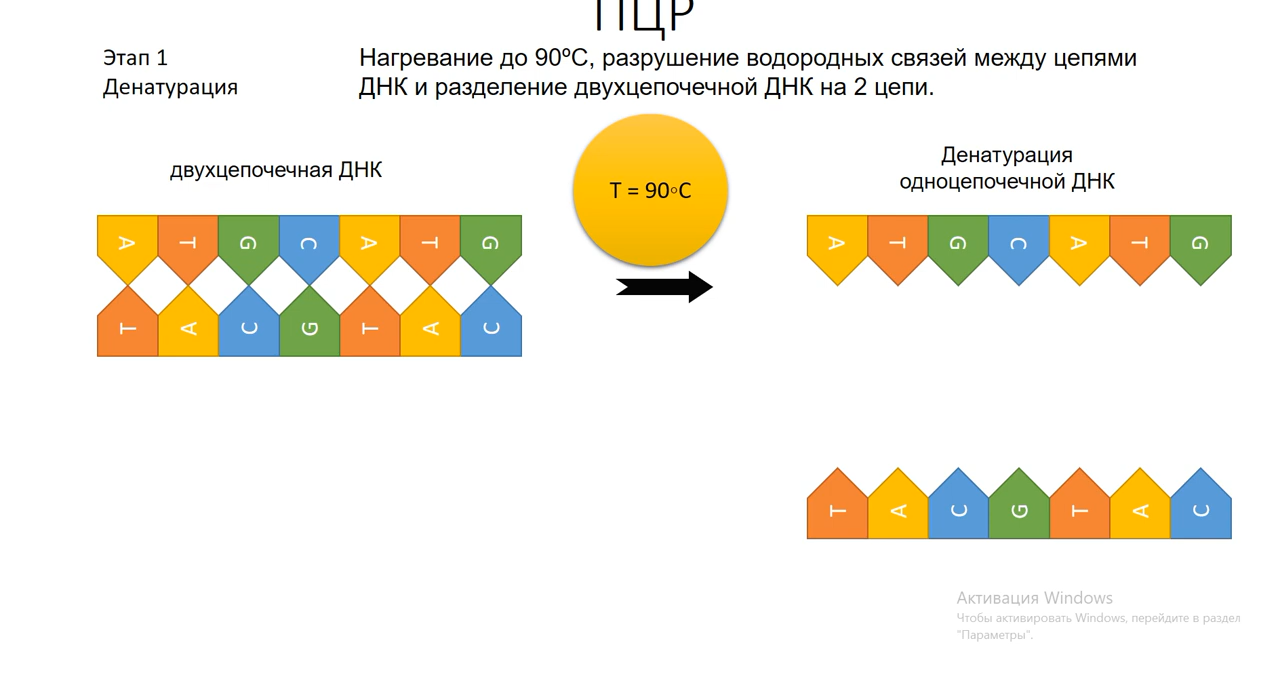 ПЦР
Этап 1
Денатурация
Нагревание до 90ºС, разрушение водородных связей между цепями
ДНК и разделение двухцепочечной ДНК на 2 цепи.
двухцепочечная ДНК
T = 90◦C
Денатурация
одноцепочечной ДНК
A T G C A T G
T A C G T A C
A T G C A T G
T A C G T A C
Активация Windows
Чтобы активировать Windows, перейдите в раздел
"Параметры".